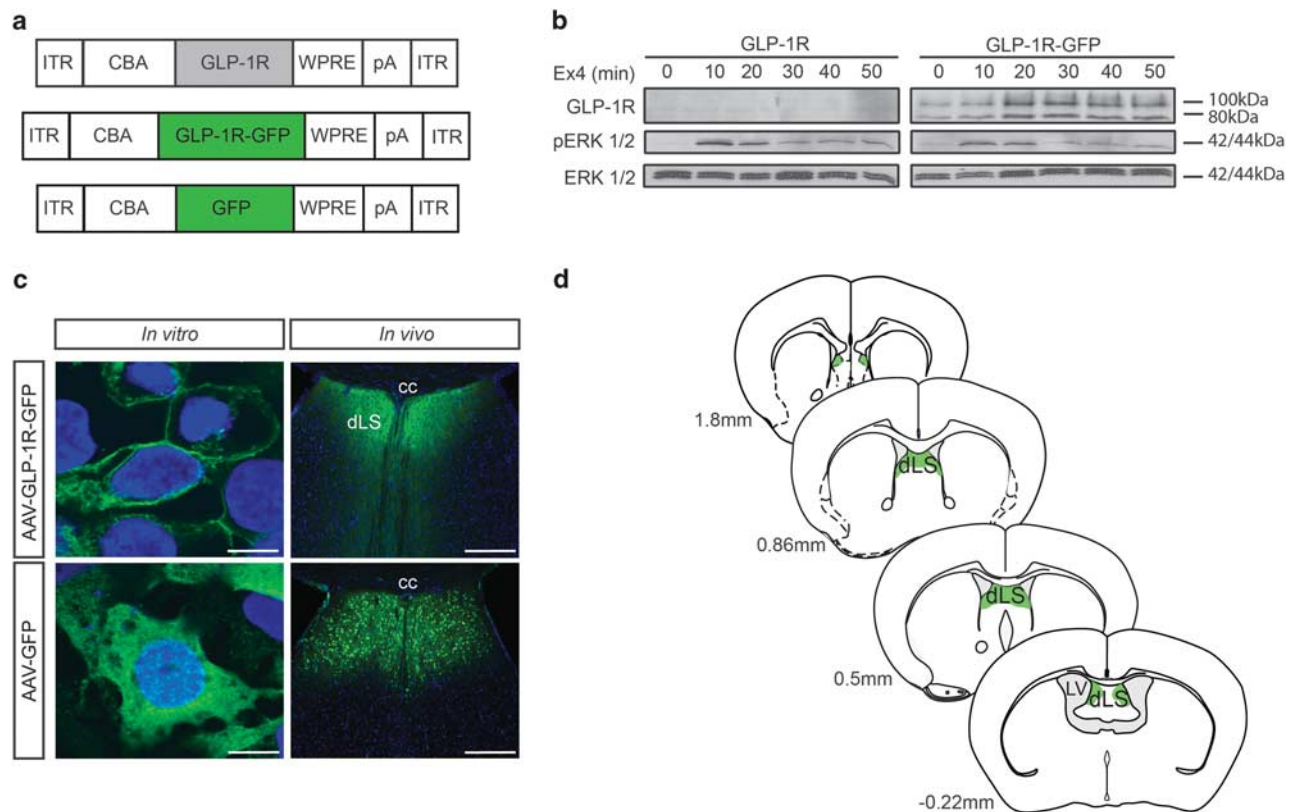 a
ITR CBA GLP-1R WPRE pA ITR
ITR CBA GLP-1R-GFP WPRE pA ITR
ITR CBA GFP WPRE pA ITR
b
GLP-1R GLP-1R-GFP
Ex4 (min) 0 10 20 30 40 50 0 10 20 30 40 50
GLP-1R 100kDa
80kDa
pERK 1/2 42/44kDa
ERK 1/2 42/44kDa
c
In vitro In vivo
AAV-GLP-1R-GFP
cc
dLS
AAV-GFP
cc
d
1.8mm
dLS
0.86mm
dLS
0.5mm
LV dLS
-0.22mm